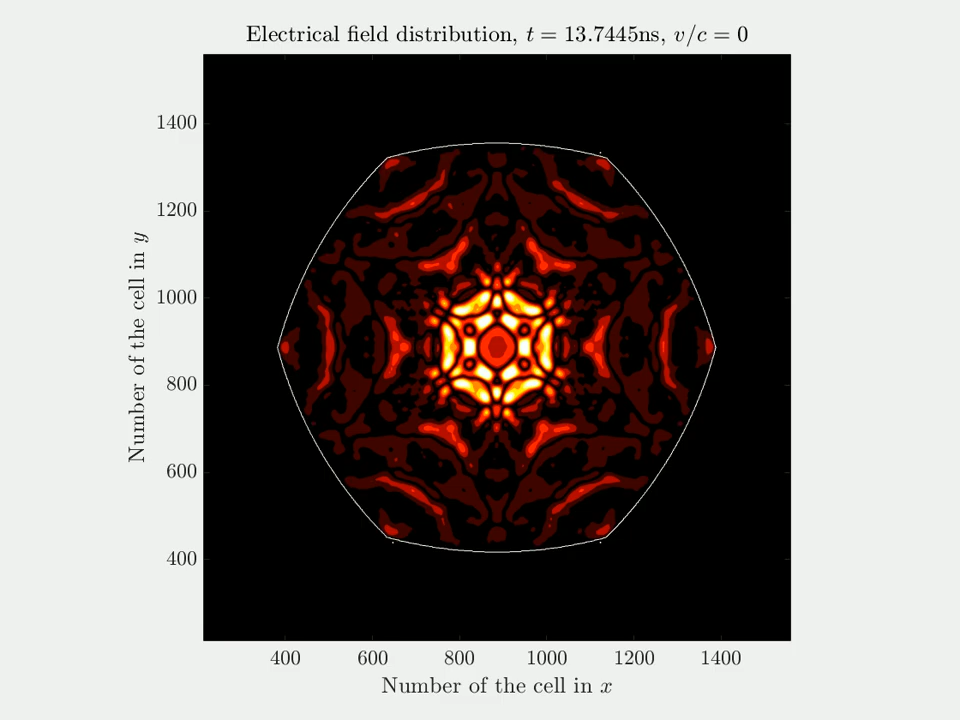 Electrical field distribution, t = 13.7445ns, v/c = 0
1400
1200
1000
800
600
400
Number of the cell in y
400 600 800 1000 1200 1400
Number of the cell in x